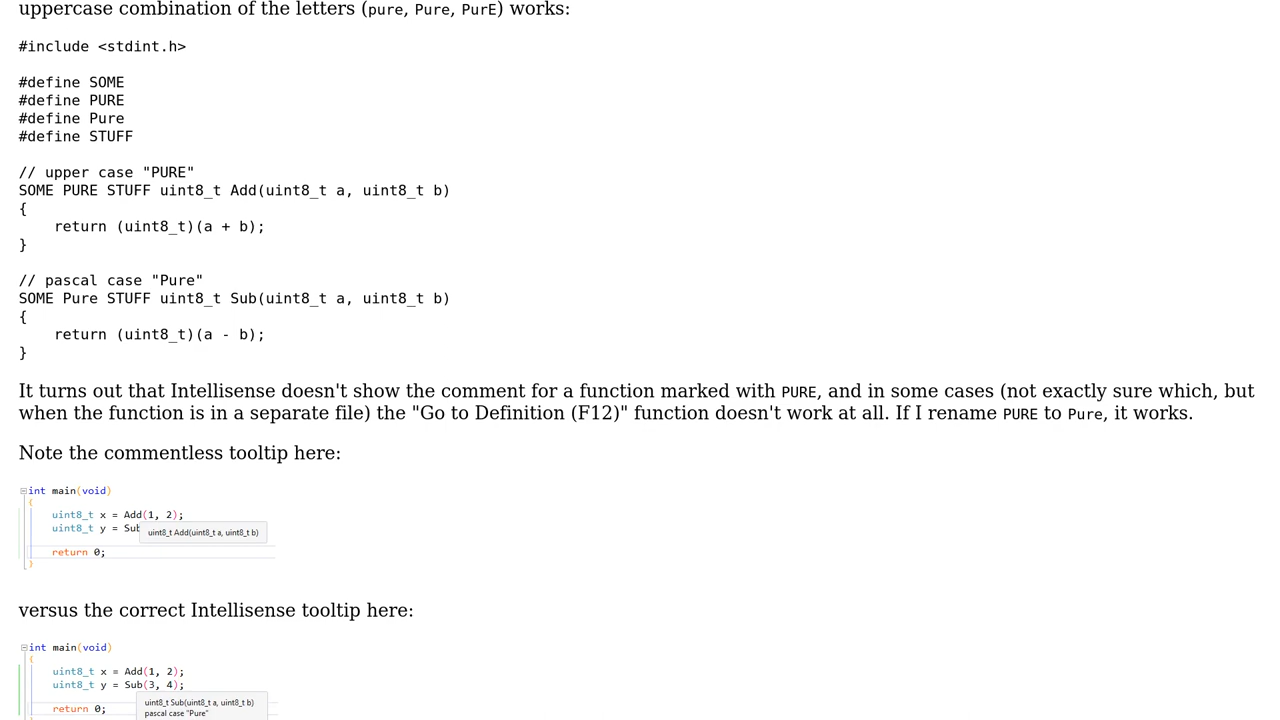 uppercase combination of the letters (pure, Pure, PurE) works:
#include <stdint.h>
#define SOME
#define PURE
#define Pure
#define STUFF
// upper case "PURE"
SOME PURE STUFF uint8_t Add(uint8_t a, uint8_t b)
{
    return (uint8_t)(a + b);
}
// pascal case "Pure"
SOME Pure STUFF uint8_t Sub(uint8_t a, uint8_t b)
{
    return (uint8_t)(a - b);
}
It turns out that Intellisense doesn't show the comment for a function marked with PURE, and in some cases (not exactly sure which, but
when the function is in a separate file) the "Go to Definition (F12)" function doesn't work at all. If I rename PURE to Pure, it works.
Note the commentless tooltip here:
int main(void)
{
uint8_t x = Add(1, 2);
uint8_t y = Sub
uint8_t Add(uint8_t a, uint8_t b)
return 0;
}
versus the correct Intellisense tooltip here:
int main(void)
{
uint8_t x = Add(1, 2);
uint8_t y = Sub(3, 4);
uint8_t Sub(uint8_t a, uint8_t b)
return 0;
pascal case "Pure"